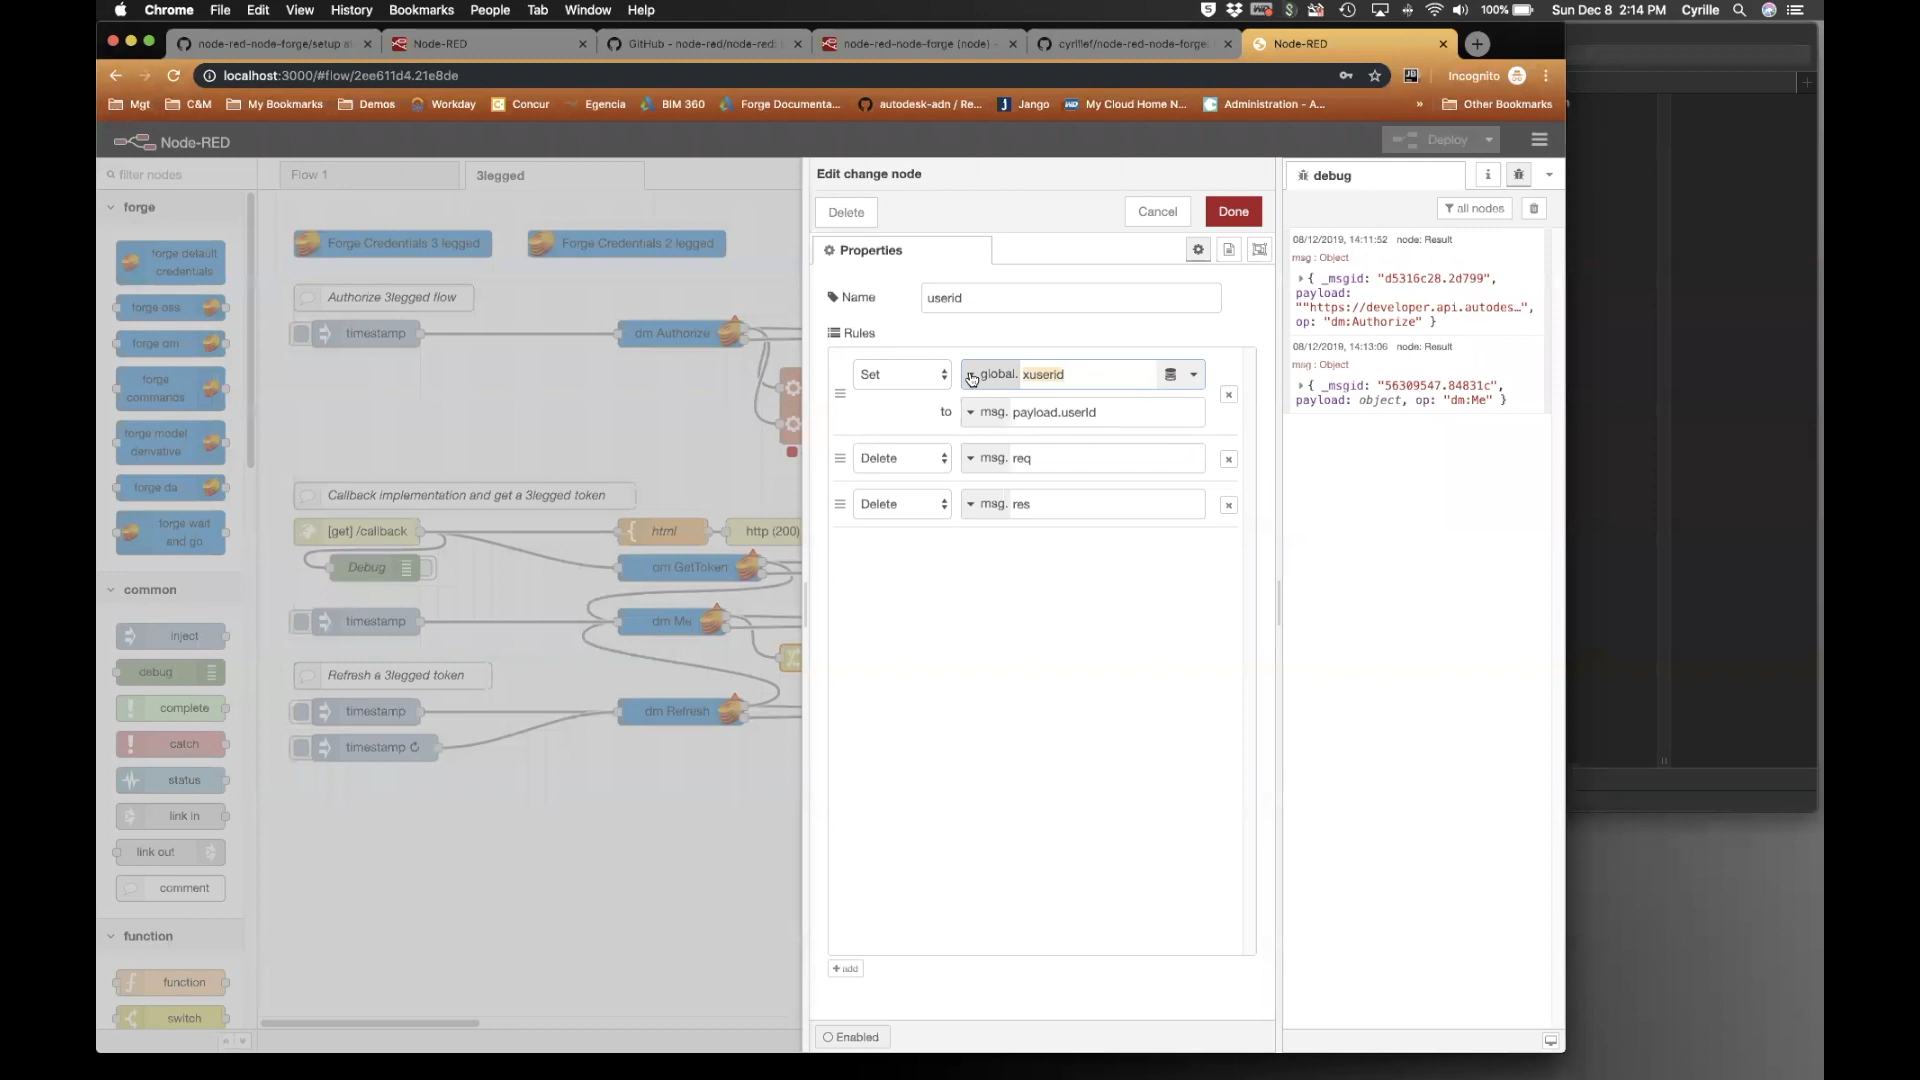 Chrome File Edit View History Bookmarks People Tab Window Help 100% Sun Dec 8 2:14 PM Cyrille
node-red-node-forge/setup a Node-RED GitHub - node-red/node-red: node-red-node-forge (node) - cyrillef/node-red-node-forge: Node-RED
localhost:3000/#flow/2ee611d4.21e8de Incognito
Mgt C&M My Bookmarks Demos Workday Concur Egencia BIM 360 Forge Documenta... autodesk-adn / Re... Jango My Cloud Home N... Administration - A... » Other Bookmarks
Node-RED Deploy
filter nodes Flow 1 3legged Edit change node debug
forge
Delete Cancel Done all nodes
forge default credentials
Forge Credentials 3 legged Forge Credentials 2 legged
Properties
08/12/2019, 14:11:52 node: Result
msg : Object
{ _msgid: "d5316c28.2d799",
payload:
""https://developer.api.autodes…",
op: "dm:Authorize" }
Authorize 3legged flow
Name userid
forge oss
timestamp dm Authorize
Rules
forge dm
08/12/2019, 14:13:06 node: Result
msg : Object
{ _msgid: "56309547.84831c",
payload: object, op: "dm:Me" }
Set global. xuserid
to msg. payload.userId
forge commands
forge model derivative
Delete msg. req
forge da
Delete msg. res
Callback implementation and get a 3legged token
forge wait and go
[get] /callback html http (200)
Debug GetToken
common
timestamp dm Me
inject
debug
Refresh a 3legged token
complete
timestamp dm Refresh
catch
timestamp ↻
status
link in
link out
comment
function
+ add
function
switch
Enabled